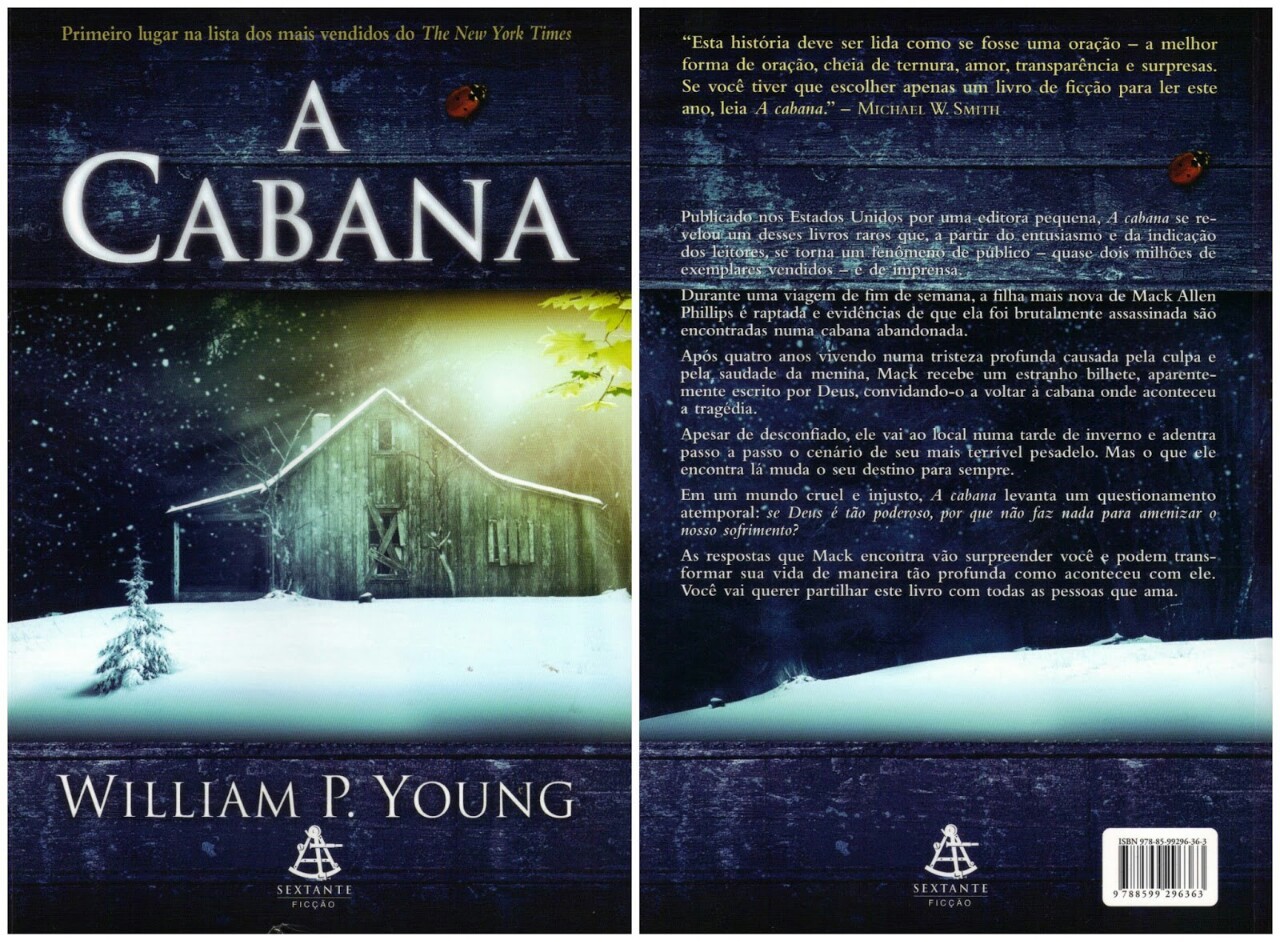 Primeiro lugar na lista dos mais vendidos do The New York Times
A
CABANA
WILLIAM P. YOUNG
SEXTANTE
FICÇÃO
“Esta história deve ser lida como se fosse uma oração – a melhor
forma de oração, cheia de ternura, amor, transparência e surpresas.
Se você tiver que escolher apenas um livro de ficção para ler este
ano, leia A cabana.” – MICHAEL W. SMITH
Publicado nos Estados Unidos por uma editora pequena, A cabana se re-
velou um desses livros raros que, a partir do entusiasmo e da indicação
dos leitores, se torna um fenômeno de público – quase dois milhões de
exemplares vendidos – e de imprensa.
Durante uma viagem de fim de semana, a filha mais nova de Mack Allen
Phillips é raptada e evidências de que ela foi brutalmente assassinada são
encontradas numa cabana abandonada.
Após quatro anos vivendo numa tristeza profunda causada pela culpa e
pela saudade da menina, Mack recebe um estranho bilhete, aparente-
mente escrito por Deus, convidando-o a voltar à cabana onde aconteceu
a tragédia.
Apesar de desconfiado, ele vai ao local numa tarde de inverno e adentra
passo a passo o cenário de seu mais terrível pesadelo. Mas o que ele
encontra lá muda o seu destino para sempre.
Em um mundo cruel e injusto, A cabana levanta um questionamento
atemporal: se Deus é tão poderoso, por que não faz nada para amenizar o
nosso sofrimento?
As respostas que Mack encontra vão surpreender você e podem trans-
formar sua vida de maneira tão profunda como aconteceu com ele.
Você vai querer partilhar este livro com todas as pessoas que ama.
SEXTANTE
FICÇÃO
ISBN 978-85-99296-36-3
9 788599 296363